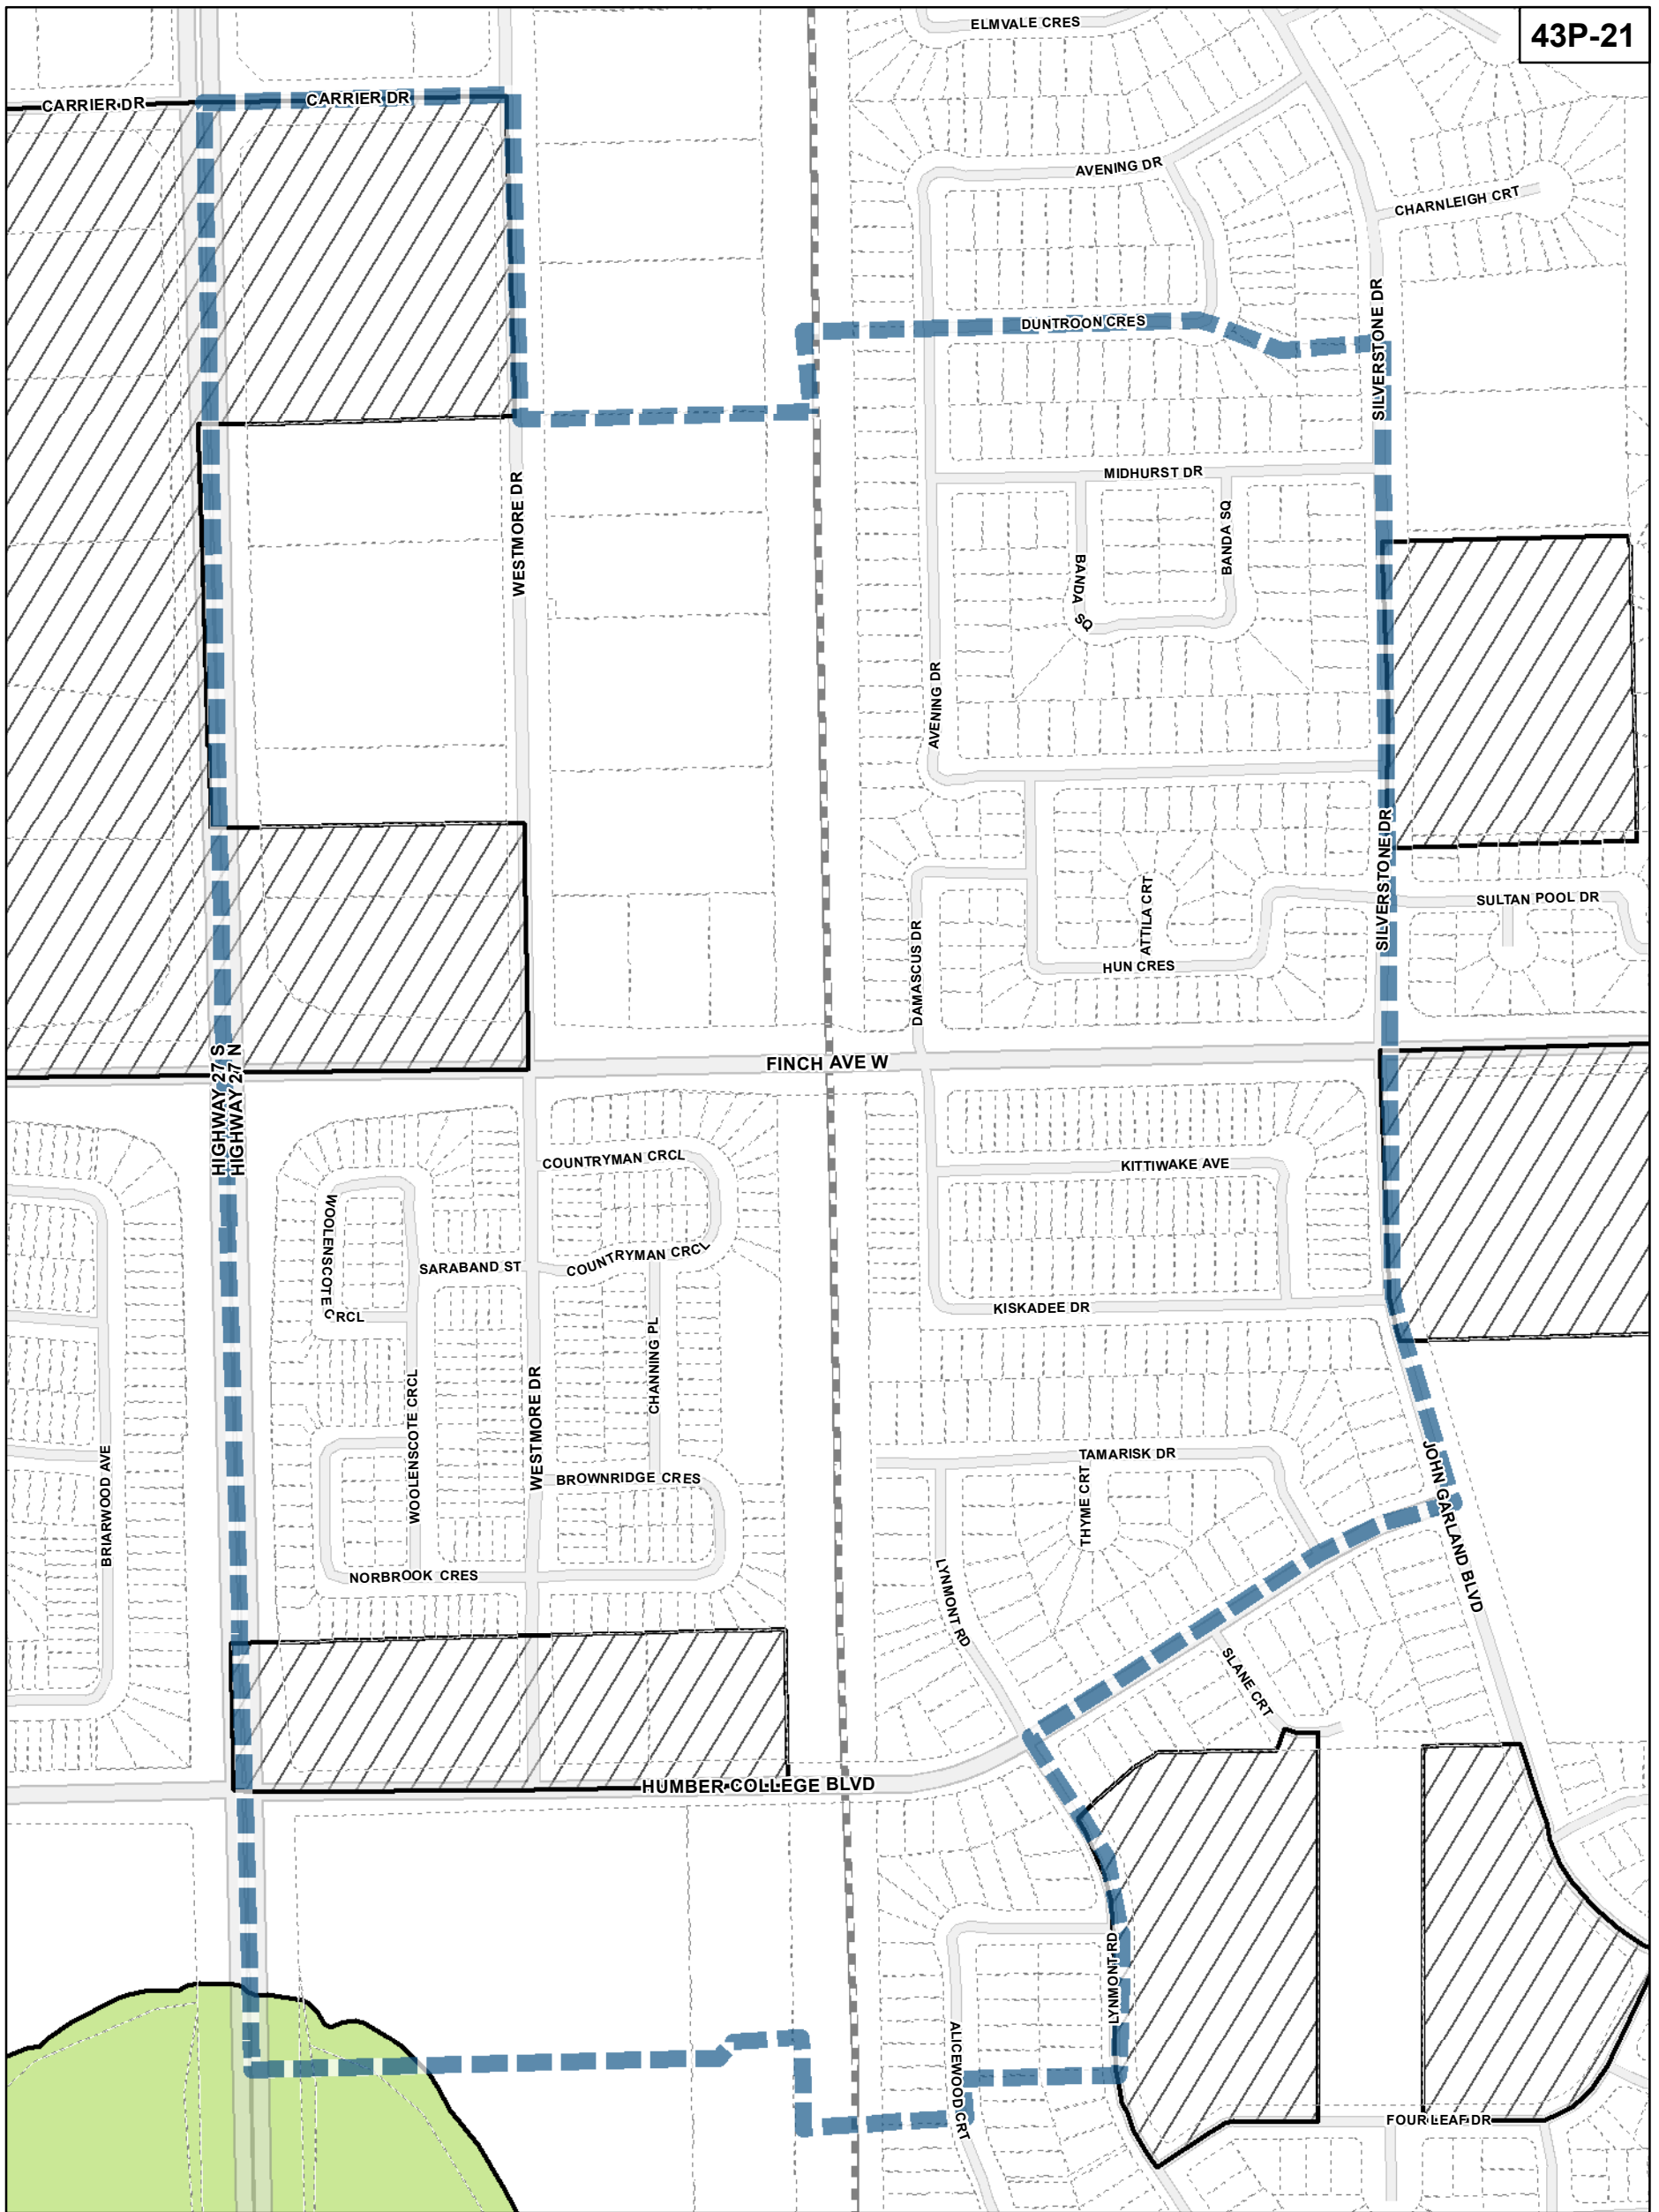 ELMVALE CRES
43P-21
CARRIER DR
CARRIER DR
AVENING DR
CHARNLEIGH CRT
SILVERSTONE DR
DUNTROON CRES
MIDHURST DR
WESTMORE DR
BANDA SQ
BANDA SQ
AVENING DR
SILVERSTONE DR
ATTILA CRT
SULTAN POOL DR
DAMASCUS DR
HUN CRES
FINCH AVE W
HIGHWAY 27 S
HIGHWAY 27 N
COUNTRYMAN CRCL
KITTIWAKE AVE
WOOLENSCOTE CRCL
SARABAND ST
COUNTRYMAN CRCL
KISKADEE DR
CHANNING PL
WOOLENSCOTE CRCL
WESTMORE DR
BRIARWOOD AVE
TAMARISK DR
THYME CRT
BROWNRIDGE CRES
JOHN GARLAND BLVD
NORBROOK CRES
LYNMONT RD
SLANE CRT
HUMBER COLLEGE BLVD
LYNMONT RD
ALICEWOOD CRT
FOUR LEAF DR